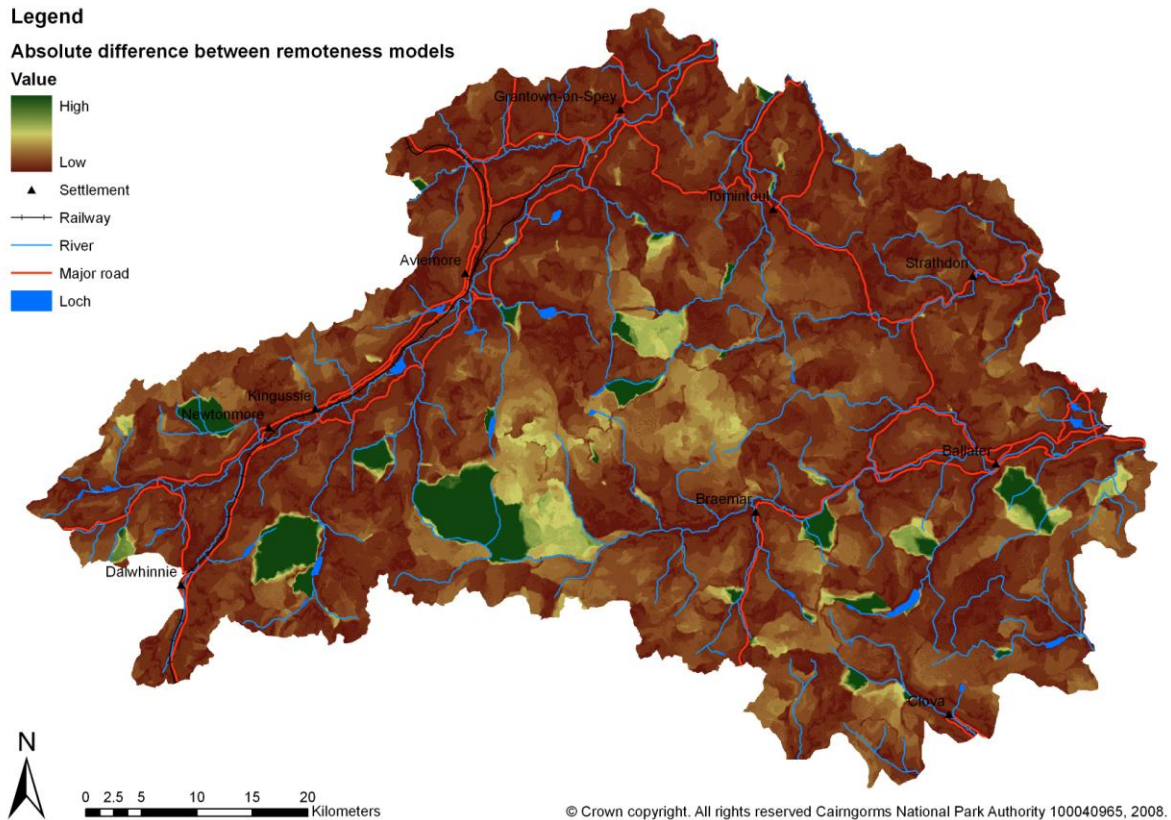 Legend
Absolute difference between remoteness models
Value
High
Low
Settlement
Railway
River
Major road
Loch
Grantown-on-Spey
Tomintoul
Aviemore
Strathdon
Kingussie
Newtonmore
Ballater
Braemar
Dalwhinnie
Clova
N
0 2.5 5 10 15 20
Kilometers
© Crown copyright. All rights reserved Cairngorms National Park Authority 100040965, 2008.